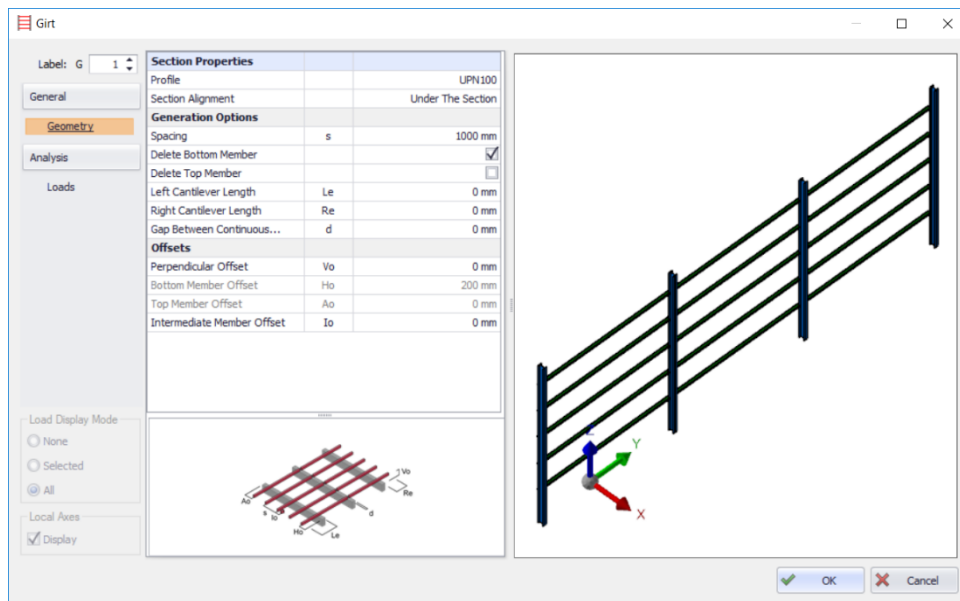 Girt
Label: G 1
General
Geometry
Analysis
Loads
Section Properties
Profile UPN100
Section Alignment Under The Section
Generation Options
Spacing s 1000 mm
Delete Bottom Member
Delete Top Member
Left Cantilever Length Le 0 mm
Right Cantilever Length Re 0 mm
Gap Between Continuous... d 0 mm
Offsets
Perpendicular Offset Vo 0 mm
Bottom Member Offset Ho 200 mm
Top Member Offset Ao 0 mm
Intermediate Member Offset Io 0 mm
Load Display Mode
None
Selected
All
Local Axes
Display
Vo
Re
Ao
s
Io
d
Ho
Le
Z
Y
X
OK
Cancel